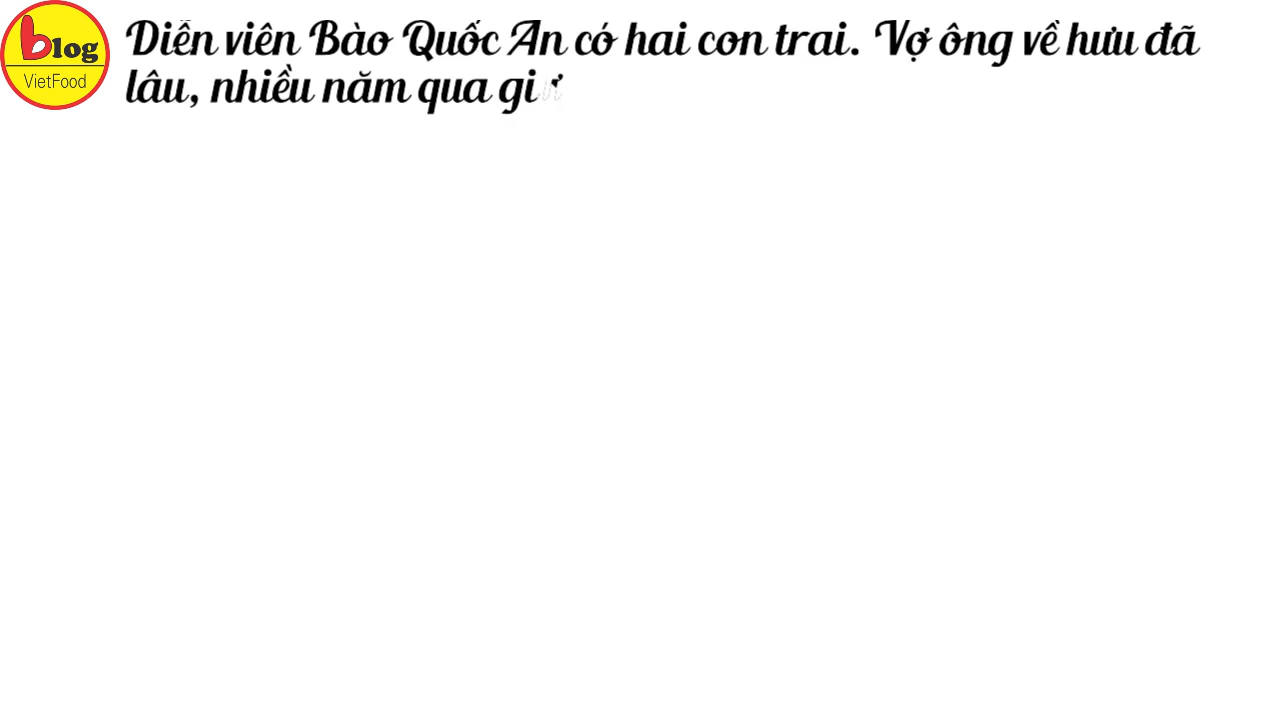 blog
VietFood
Diễn viên Bào Quốc An có hai con trai. Vợ ông về hưu đã
lâu, nhiều năm qua